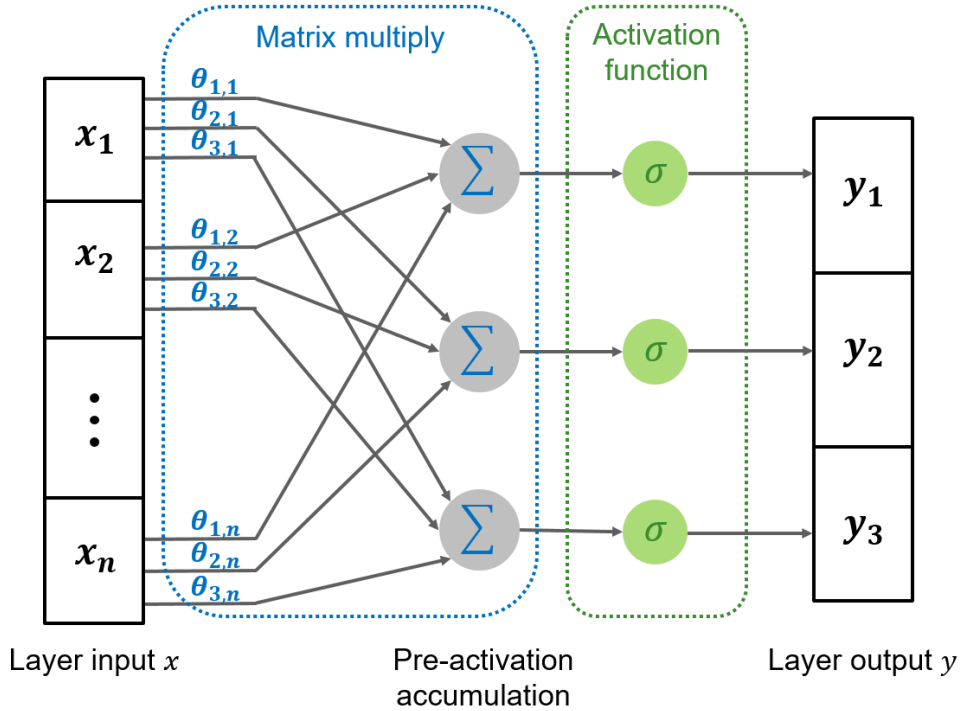 Matrix multiply
Activation
function
x₁
θ₁,₁
θ₂,₁
θ₃,₁
∑
σ
y₁
x₂
θ₁,₂
θ₂,₂
θ₃,₂
∑
σ
y₂
⋮
xₙ
θ₁,ₙ
θ₂,ₙ
θ₃,ₙ
∑
σ
y₃
Layer input x
Pre-activation
accumulation
Layer output y